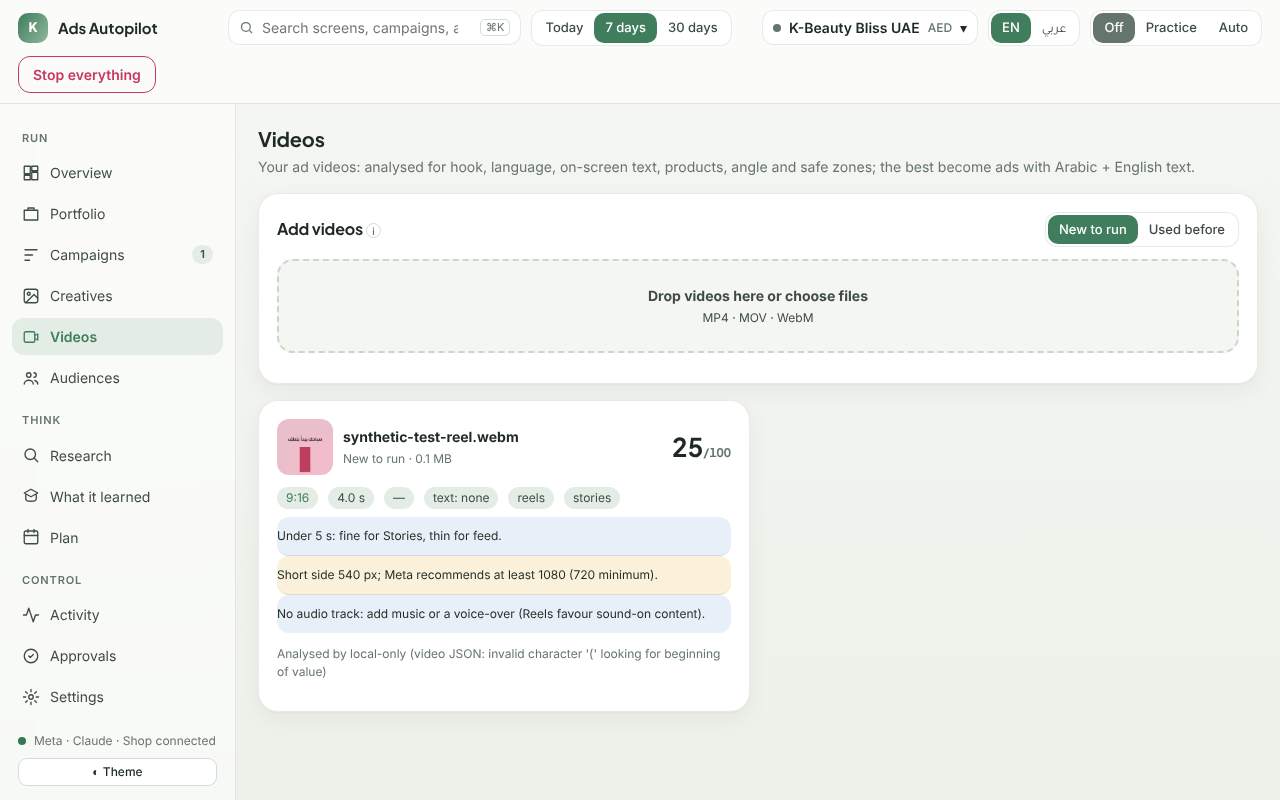 K Ads Autopilot
Search screens, campaigns, a ⌘K
Today 7 days 30 days
K-Beauty Bliss UAE AED ▾
EN عربي
Off Practice Auto
Stop everything
RUN
Overview
Portfolio
Campaigns 1
Creatives
Videos
Audiences
THINK
Research
What it learned
Plan
CONTROL
Activity
Approvals
Settings
Meta · Claude · Shop connected
Theme
Videos
Your ad videos: analysed for hook, language, on-screen text, products, angle and safe zones; the best become ads with Arabic + English text.
Add videos i
New to run Used before
Drop videos here or choose files
MP4 · MOV · WebM
synthetic-test-reel.webm
New to run · 0.1 MB
25/100
9:16 4.0 s — text: none reels stories
Under 5 s: fine for Stories, thin for feed.
Short side 540 px; Meta recommends at least 1080 (720 minimum).
No audio track: add music or a voice-over (Reels favour sound-on content).
Analysed by local-only (video JSON: invalid character '(' looking for beginning
of value)